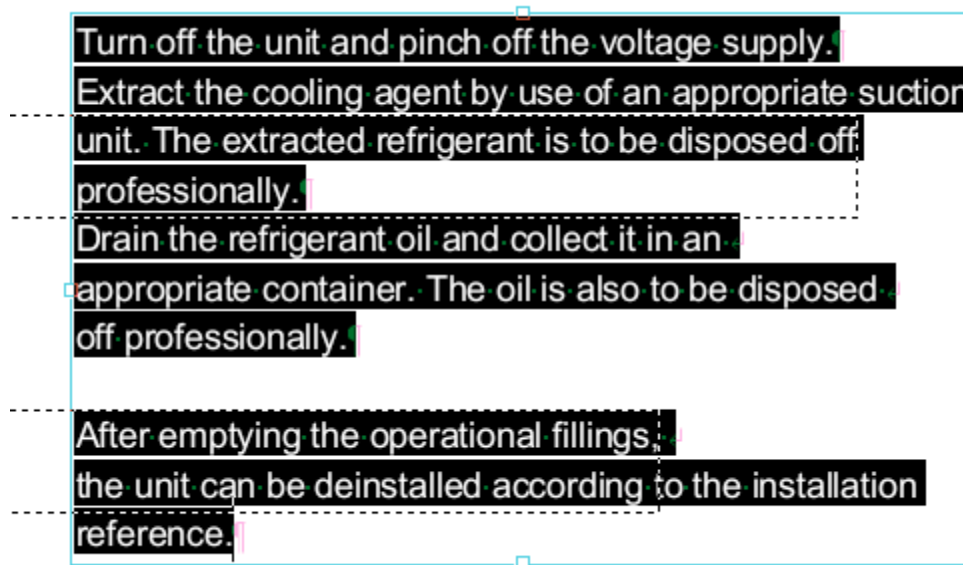 Turn off the unit and pinch off the voltage supply.
Extract the cooling agent by use of an appropriate suction
unit. The extracted refrigerant is to be disposed off
professionally.
Drain the refrigerant oil and collect it in an
appropriate container. The oil is also to be disposed
off professionally.
After emptying the operational fillings,
the unit can be deinstalled according to the installation
reference.